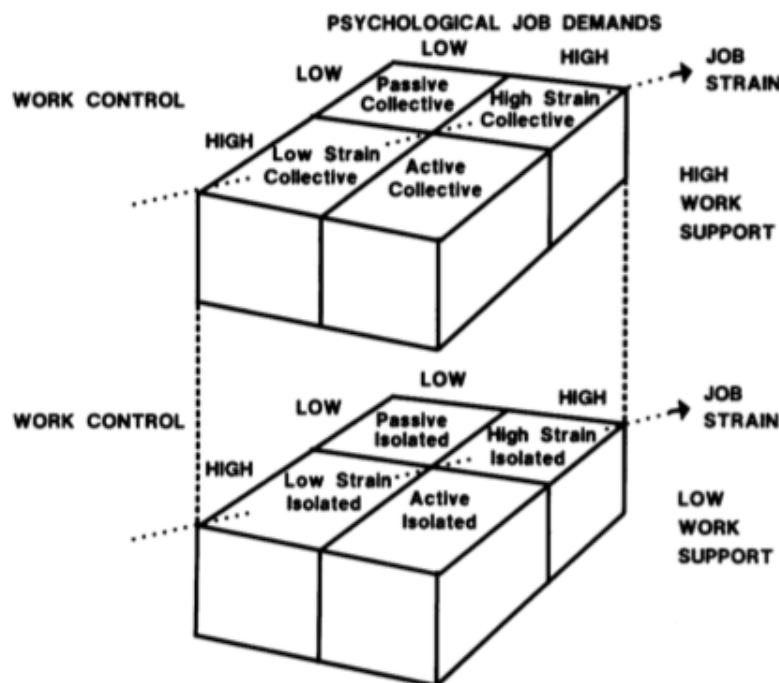 PSYCHOLOGICAL JOB DEMANDS
LOW
HIGH
JOB
STRAIN
LOW
WORK CONTROL
HIGH
Passive
Collective
High Strain
Collective
Low Strain
Collective
Active
Collective
HIGH
WORK
SUPPORT
LOW
HIGH
JOB
STRAIN
LOW
WORK CONTROL
HIGH
Passive
Isolated
High Strain
Isolated
Low Strain
Isolated
Active
Isolated
LOW
WORK
SUPPORT